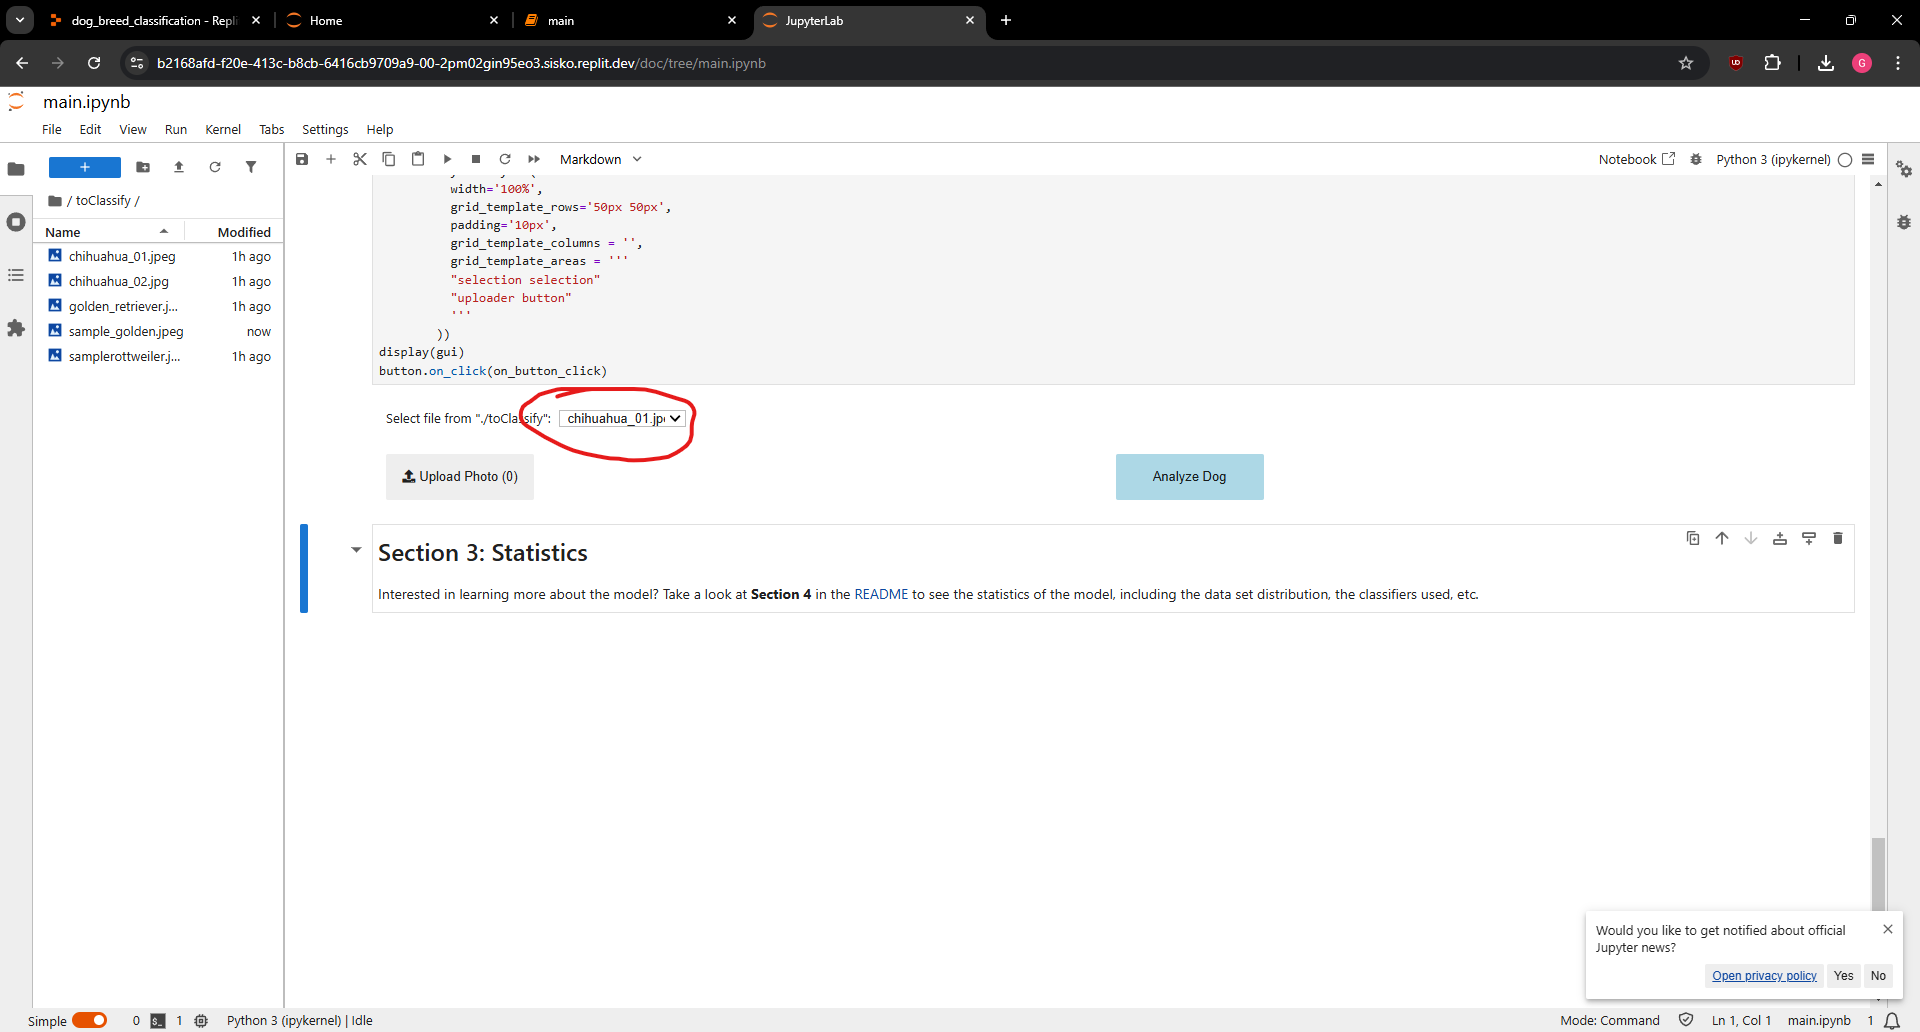 dog_breed_classification - Repli
Home
main
JupyterLab
b2168afd-f20e-413c-b8cb-6416cb9709a9-00-2pm02gin95eo3.sisko.replit.dev/doc/tree/main.ipynb
G
main.ipynb
File Edit View Run Kernel Tabs Settings Help
Markdown
Notebook
Python 3 (ipykernel)
/ toClassify /
Name Modified
chihuahua_01.jpeg 1h ago
chihuahua_02.jpg 1h ago
golden_retriever.j... 1h ago
sample_golden.jpeg now
samplerottweiler.j... 1h ago
width='100%',
grid_template_rows='50px 50px',
padding='10px',
grid_template_columns = '',
grid_template_areas = '''
"selection selection"
"uploader button"
'''
))
display(gui)
button.on_click(on_button_click)
Select file from "./toClassify": chihuahua_01.jp
Upload Photo (0)
Analyze Dog
Section 3: Statistics
Interested in learning more about the model? Take a look at Section 4 in the README to see the statistics of the model, including the data set distribution, the classifiers used, etc.
Would you like to get notified about official
Jupyter news?
Open privacy policy Yes No
Simple 0 1 Python 3 (ipykernel) | Idle
Mode: Command Ln 1, Col 1 main.ipynb 1